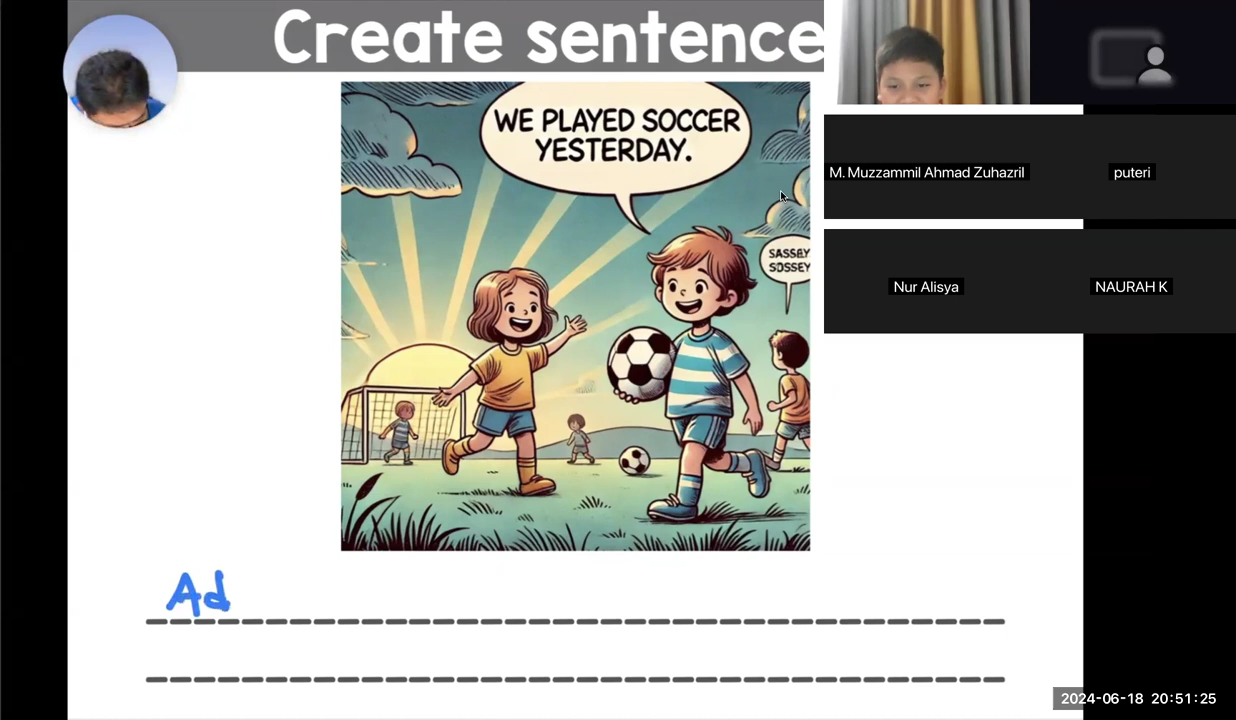 Create sentence
WE PLAYED SOCCER
YESTERDAY.
SASSEY
SOSSEY
M. Muzzammil Ahmad Zuhazril
puteri
Nur Alisya
NAURAH K
Ad
2024-06-18 20:51:25